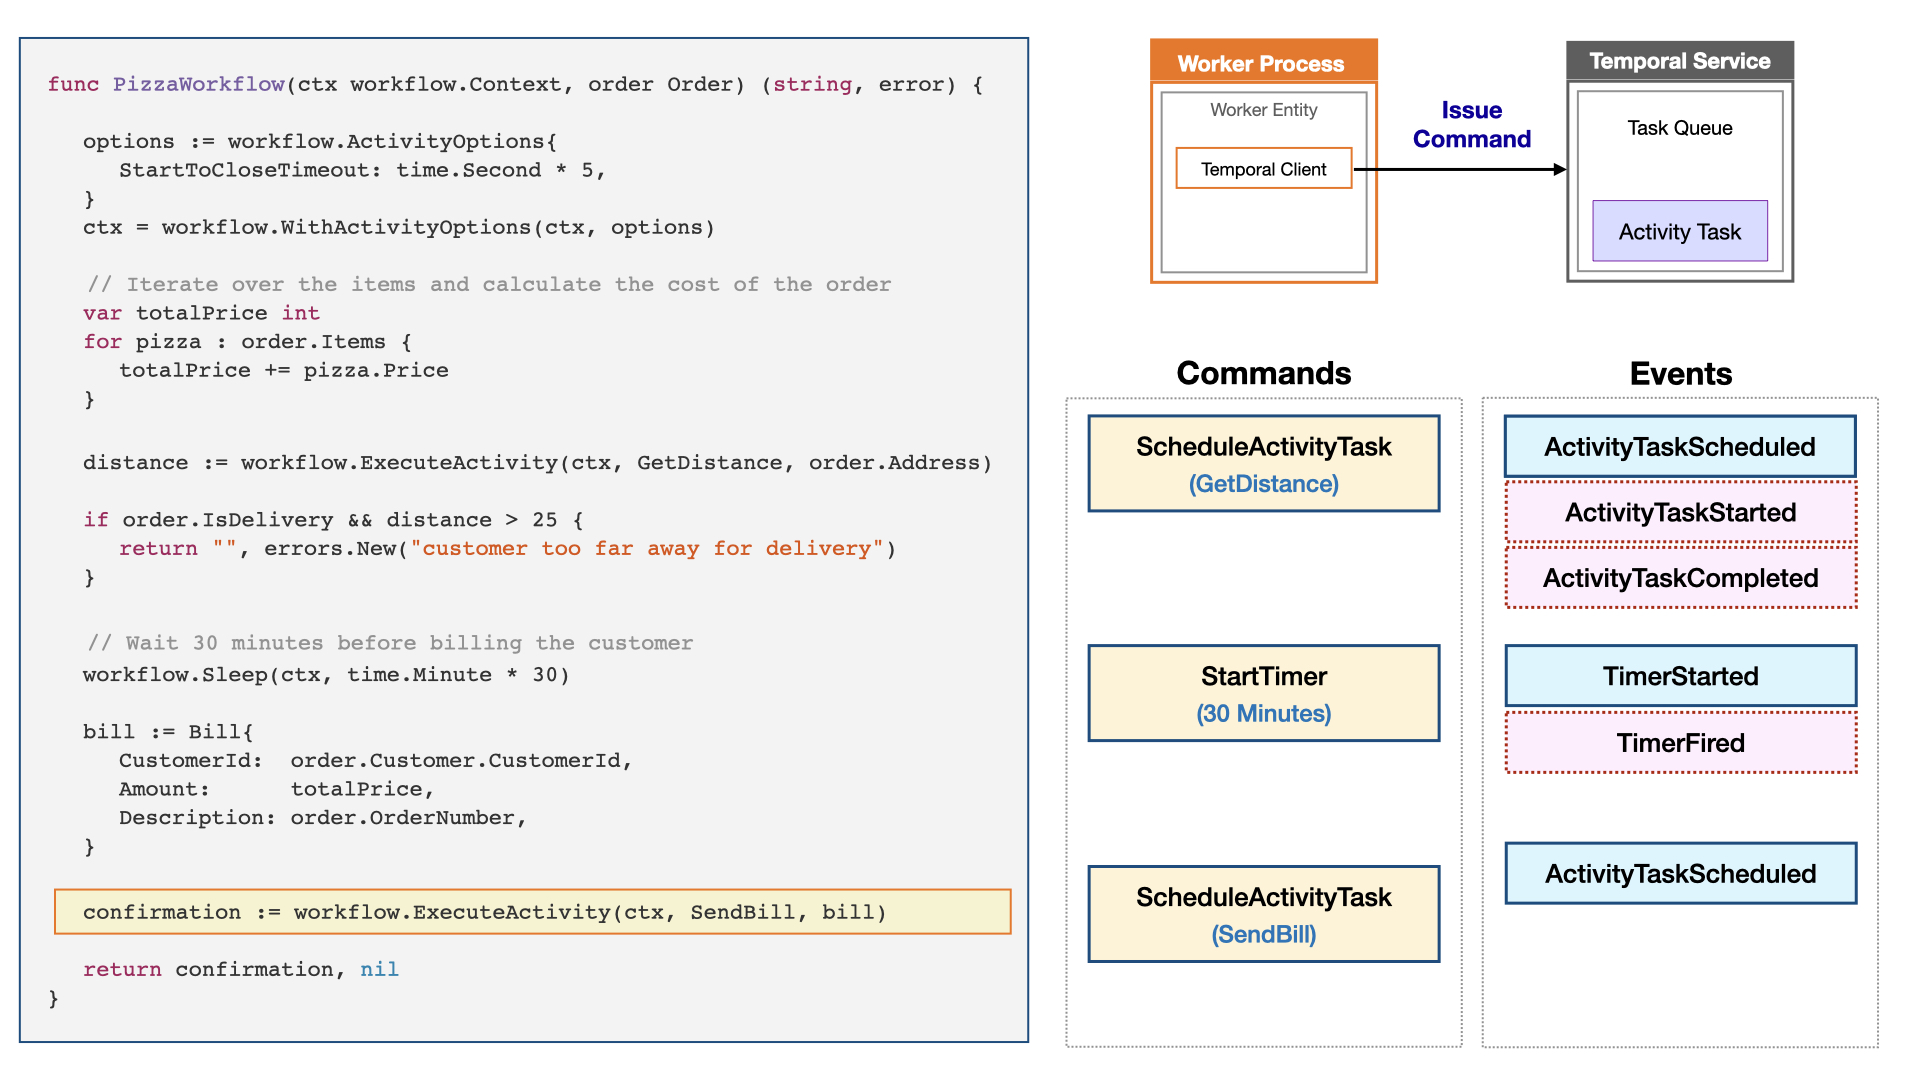 func PizzaWorkflow(ctx workflow.Context, order Order) (string, error) {
options := workflow.ActivityOptions{
StartToCloseTimeout: time.Second * 5,
}
ctx = workflow.WithActivityOptions(ctx, options)
// Iterate over the items and calculate the cost of the order
var totalPrice int
for pizza : order.Items {
totalPrice += pizza.Price
}
distance := workflow.ExecuteActivity(ctx, GetDistance, order.Address)
if order.IsDelivery && distance > 25 {
return "", errors.New("customer too far away for delivery")
}
// Wait 30 minutes before billing the customer
workflow.Sleep(ctx, time.Minute * 30)
bill := Bill{
CustomerId: order.Customer.CustomerId,
Amount: totalPrice,
Description: order.OrderNumber,
}
confirmation := workflow.ExecuteActivity(ctx, SendBill, bill)
return confirmation, nil
}
Worker Process
Worker Entity
Temporal Client
Issue
Command
Temporal Service
Task Queue
Activity Task
Commands
ScheduleActivityTask
(GetDistance)
StartTimer
(30 Minutes)
ScheduleActivityTask
(SendBill)
Events
ActivityTaskScheduled
ActivityTaskStarted
ActivityTaskCompleted
TimerStarted
TimerFired
ActivityTaskScheduled